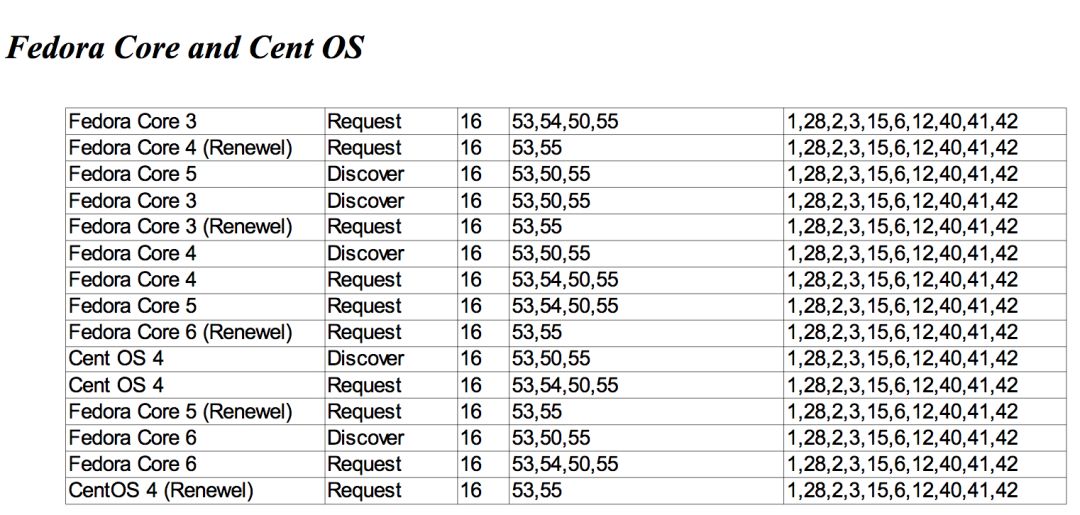 Fedora Core and Cent OS
Fedora Core 3 Request 16 53,54,50,55 1,28,2,3,15,6,12,40,41,42
Fedora Core 4 (Renewel) Request 16 53,55 1,28,2,3,15,6,12,40,41,42
Fedora Core 5 Discover 16 53,50,55 1,28,2,3,15,6,12,40,41,42
Fedora Core 3 Discover 16 53,50,55 1,28,2,3,15,6,12,40,41,42
Fedora Core 3 (Renewel) Request 16 53,55 1,28,2,3,15,6,12,40,41,42
Fedora Core 4 Discover 16 53,50,55 1,28,2,3,15,6,12,40,41,42
Fedora Core 4 Request 16 53,54,50,55 1,28,2,3,15,6,12,40,41,42
Fedora Core 5 Request 16 53,54,50,55 1,28,2,3,15,6,12,40,41,42
Fedora Core 6 (Renewel) Request 16 53,55 1,28,2,3,15,6,12,40,41,42
Cent OS 4 Discover 16 53,50,55 1,28,2,3,15,6,12,40,41,42
Cent OS 4 Request 16 53,54,50,55 1,28,2,3,15,6,12,40,41,42
Fedora Core 5 (Renewel) Request 16 53,55 1,28,2,3,15,6,12,40,41,42
Fedora Core 6 Discover 16 53,50,55 1,28,2,3,15,6,12,40,41,42
Fedora Core 6 Request 16 53,54,50,55 1,28,2,3,15,6,12,40,41,42
CentOS 4 (Renewel) Request 16 53,55 1,28,2,3,15,6,12,40,41,42